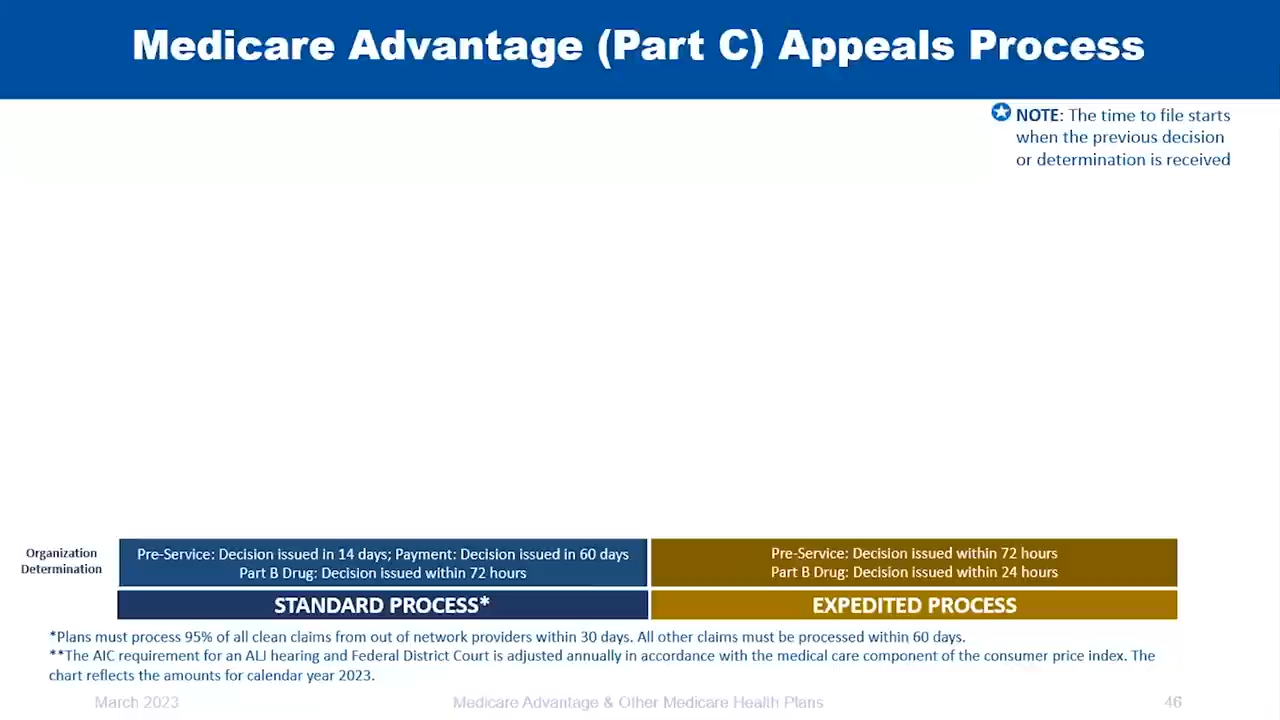 Medicare Advantage (Part C) Appeals Process
NOTE: The time to file starts
when the previous decision
or determination is received
Organization
Determination
Pre-Service: Decision issued in 14 days; Payment: Decision issued in 60 days
Part B Drug: Decision issued within 72 hours
Pre-Service: Decision issued within 72 hours
Part B Drug: Decision issued within 24 hours
STANDARD PROCESS*
EXPEDITED PROCESS
*Plans must process 95% of all clean claims from out of network providers within 30 days. All other claims must be processed within 60 days.
**The AIC requirement for an ALJ hearing and Federal District Court is adjusted annually in accordance with the medical care component of the consumer price index. The
chart reflects the amounts for calendar year 2023.
March 2023
Medicare Advantage & Other Medicare Health Plans
46